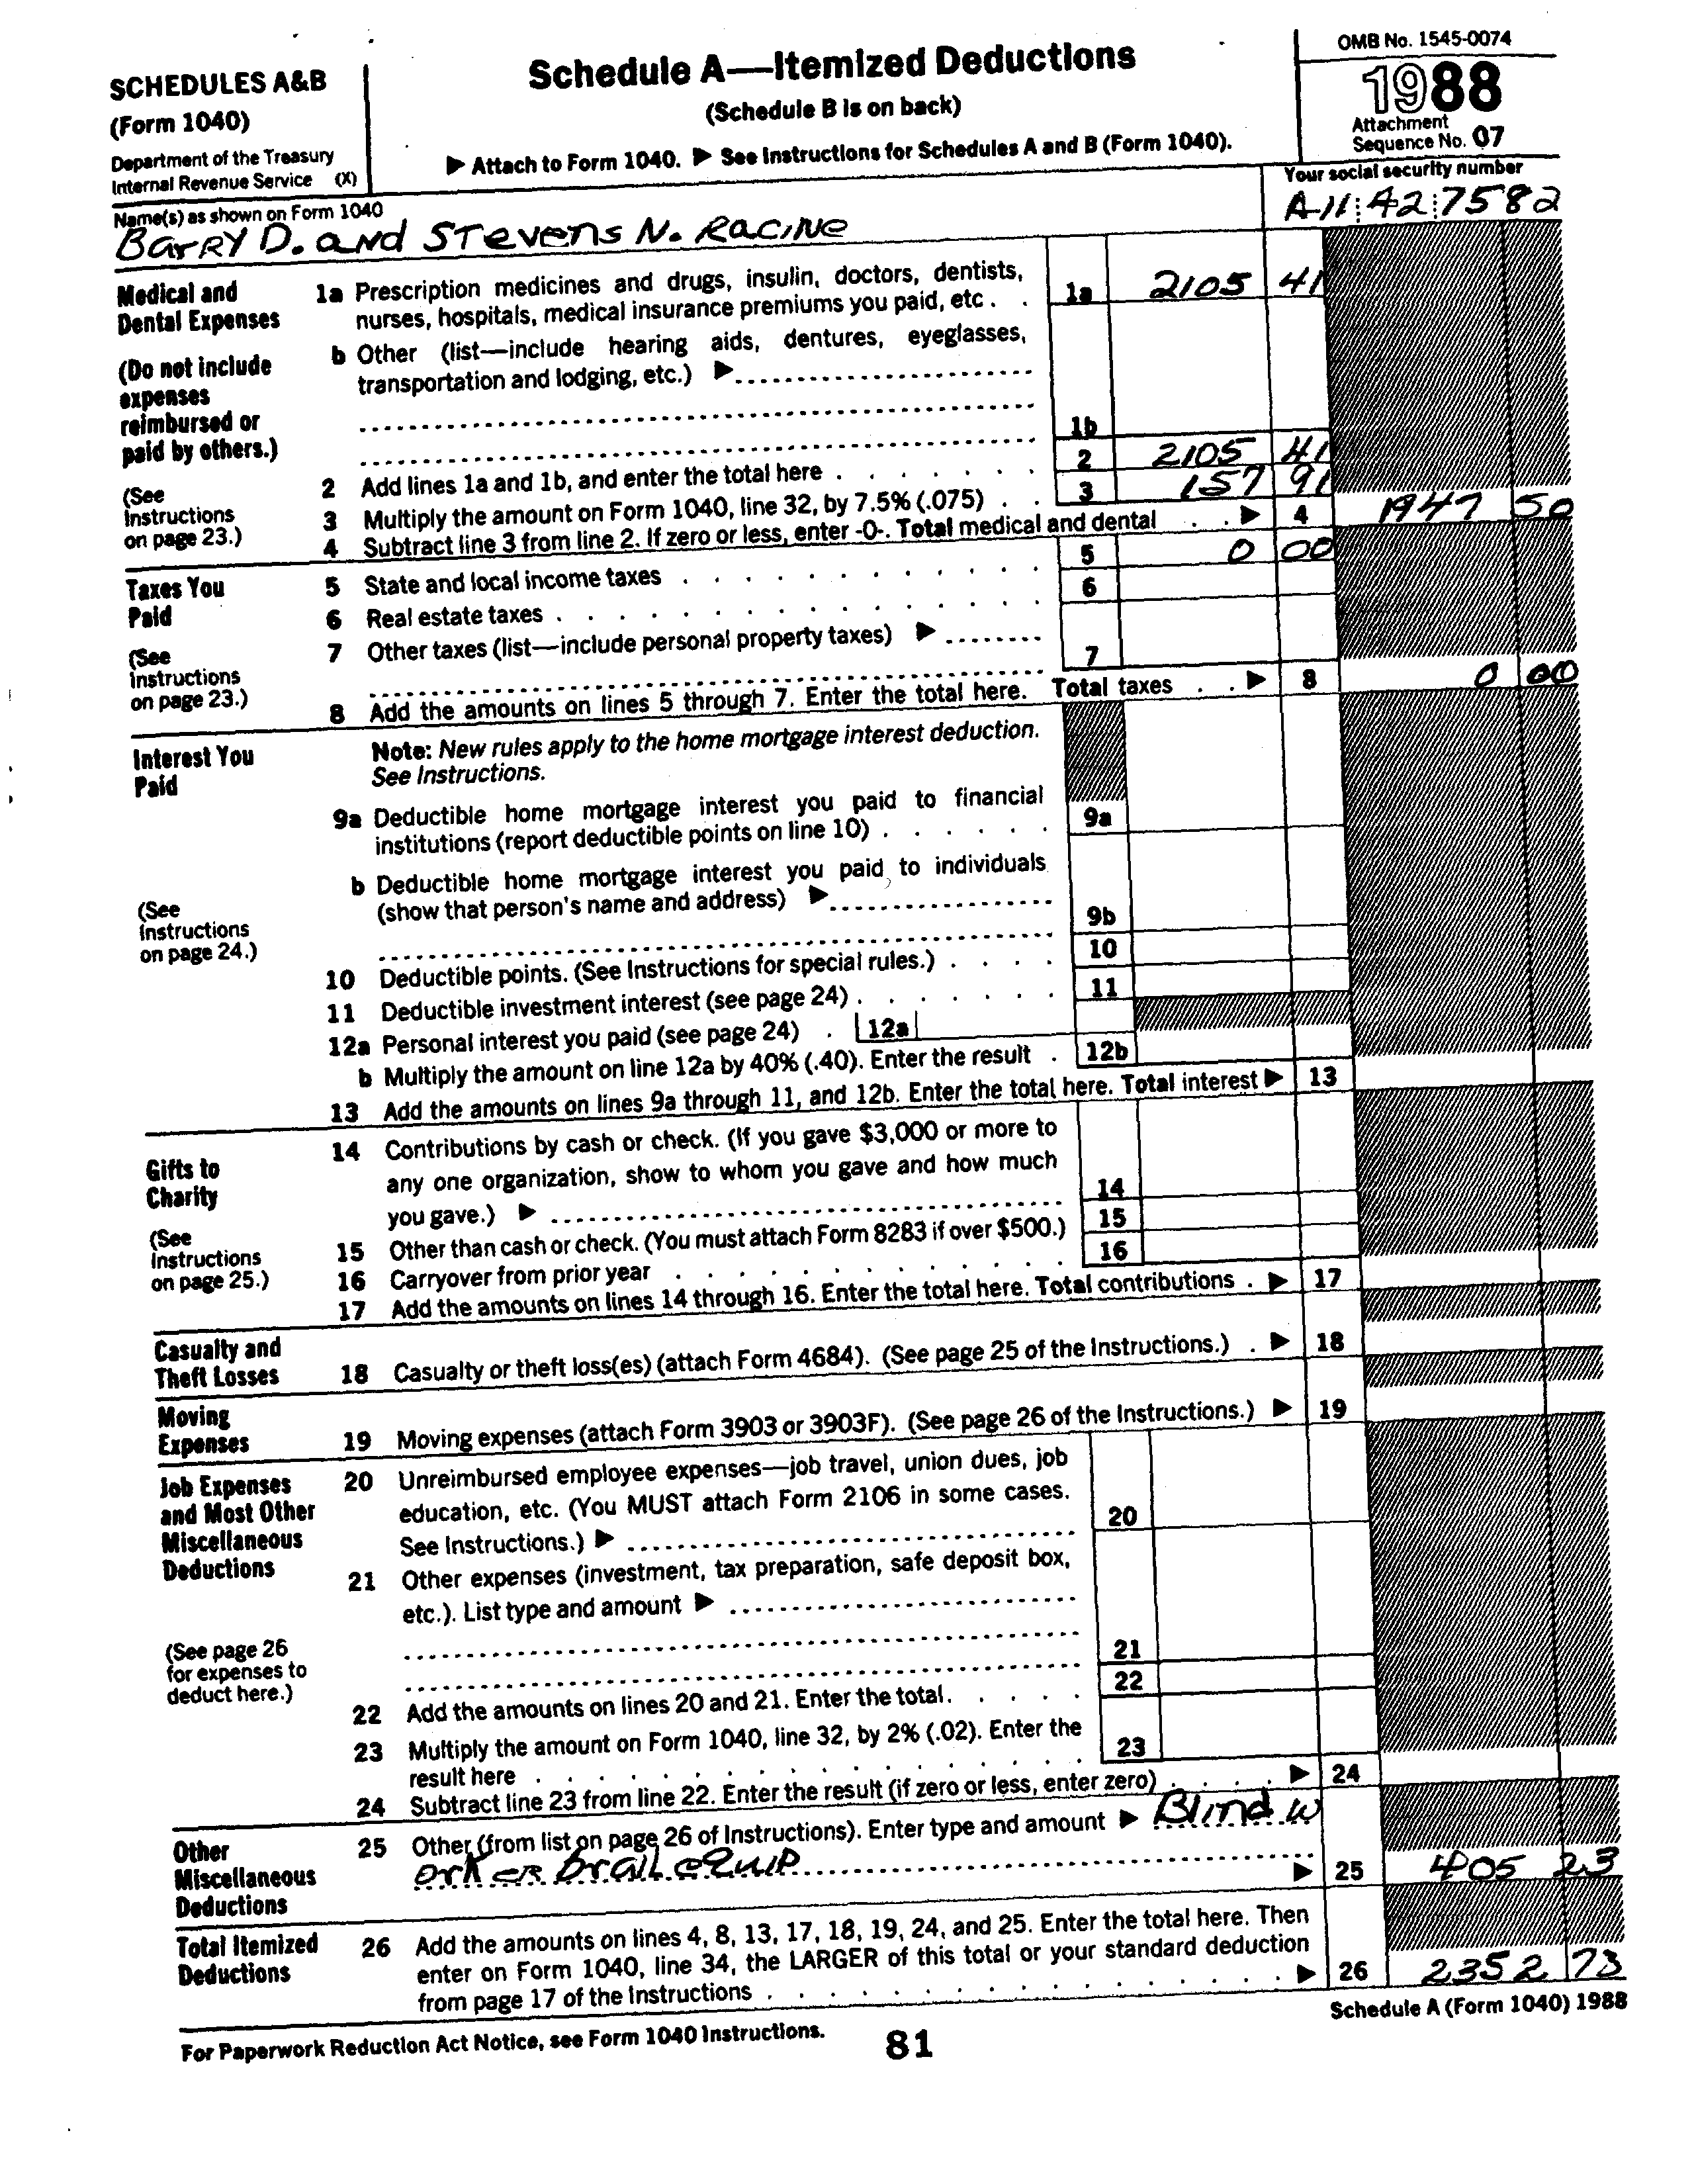 SCHEDULES A&B
(Form 1040)
Department of the Treasury
Internal Revenue Service (X)
Schedule A—Itemized Deductions
(Schedule B is on back)
▶ Attach to Form 1040. ▶ See Instructions for Schedules A and B (Form 1040).
OMB No. 1545-0074
1988
Attachment
Sequence No. 07
Name(s) as shown on Form 1040
Your social security number
Barry D. and Stevens N. Racine
A-11:42:7582
Medical and
Dental Expenses
(Do not include
expenses
reimbursed or
paid by others.)
(See
Instructions
on page 23.)
1a Prescription medicines and drugs, insulin, doctors, dentists,
nurses, hospitals, medical insurance premiums you paid, etc . . 1a 2105 41
b Other (list—include hearing aids, dentures, eyeglasses,
transportation and lodging, etc.) ▶
1b
2 Add lines 1a and 1b, and enter the total here . . . . . . . 2 2105 41
3 Multiply the amount on Form 1040, line 32, by 7.5% (.075) . . 3 157 91
4 Subtract line 3 from line 2. If zero or less, enter -0-. Total medical and dental . . ▶ 4 1947 50
Taxes You
Paid
(See
Instructions
on page 23.)
5 State and local income taxes . . . . . . . . . . . . 5 0 00
6 Real estate taxes . . . . . . . . . . . . . . . 6
7 Other taxes (list—include personal property taxes) ▶
7
8 Add the amounts on lines 5 through 7. Enter the total here. Total taxes . . ▶ 8 0 00
Interest You
Paid
(See
Instructions
on page 24.)
Note: New rules apply to the home mortgage interest deduction.
See Instructions.
9a Deductible home mortgage interest you paid to financial
institutions (report deductible points on line 10) . . . . . . 9a
b Deductible home mortgage interest you paid to individuals
(show that person's name and address) ▶
9b
10 Deductible points. (See Instructions for special rules.) . . . . 10
11 Deductible investment interest (see page 24) . . . . . . . 11
12a Personal interest you paid (see page 24) . 12a
b Multiply the amount on line 12a by 40% (.40). Enter the result . 12b
13 Add the amounts on lines 9a through 11, and 12b. Enter the total here. Total interest ▶ 13
Gifts to
Charity
(See
Instructions
on page 25.)
14 Contributions by cash or check. (If you gave $3,000 or more to
any one organization, show to whom you gave and how much
you gave.) ▶ 14
15 Other than cash or check. (You must attach Form 8283 if over $500.) 15
16 Carryover from prior year . . . . . . . . . . . . . 16
17 Add the amounts on lines 14 through 16. Enter the total here. Total contributions . ▶ 17
Casualty and
Theft Losses
18 Casualty or theft loss(es) (attach Form 4684). (See page 25 of the Instructions.) . ▶ 18
Moving
Expenses
19 Moving expenses (attach Form 3903 or 3903F). (See page 26 of the Instructions.) ▶ 19
Job Expenses
and Most Other
Miscellaneous
Deductions
(See page 26
for expenses to
deduct here.)
20 Unreimbursed employee expenses—job travel, union dues, job
education, etc. (You MUST attach Form 2106 in some cases.
See Instructions.) ▶ 20
21 Other expenses (investment, tax preparation, safe deposit box,
etc.). List type and amount ▶
21
22 Add the amounts on lines 20 and 21. Enter the total. . . . . 22
23 Multiply the amount on Form 1040, line 32, by 2% (.02). Enter the
result here . . . . . . . . . . . . . . . . . 23
24 Subtract line 23 from line 22. Enter the result (if zero or less, enter zero) . . . . ▶ 24
Other
Miscellaneous
Deductions
25 Other (from list on page 26 of Instructions). Enter type and amount ▶ Blind w
orker brail equip ▶ 25 405 23
Total Itemized
Deductions
26 Add the amounts on lines 4, 8, 13, 17, 18, 19, 24, and 25. Enter the total here. Then
enter on Form 1040, line 34, the LARGER of this total or your standard deduction
from page 17 of the Instructions . . . . . . . . . . . . . ▶ 26 2352 73
For Paperwork Reduction Act Notice, see Form 1040 Instructions.
81
Schedule A (Form 1040) 1988